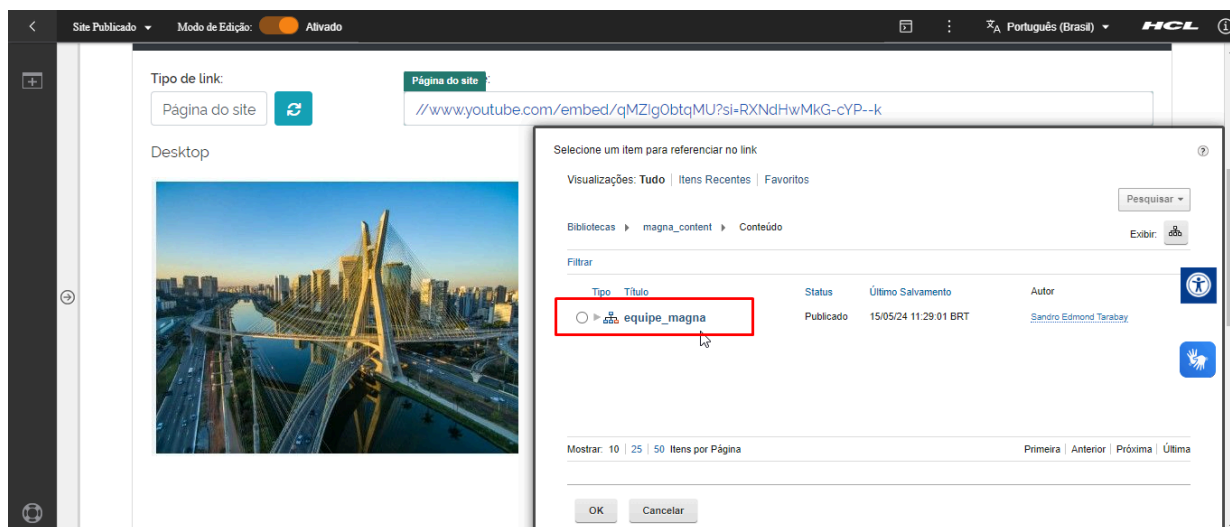 Site Publicado
Modo de Edição:
Ativado
Português (Brasil)
HCL
Tipo de link:
Página do site
Página do site
//www.youtube.com/embed/qMZIg0btqMU?si=RXNdHwMkG-cYP--k
Desktop
Selecione um item para referenciar no link
Visualizações: Tudo | Itens Recentes | Favoritos
Pesquisar
Bibliotecas
magna_content
Conteúdo
Exibir:
Filtrar
Tipo
Título
Status
Último Salvamento
Autor
equipe_magna
Publicado
15/05/24 11:29:01 BRT
Sandro Edmond Tarabay
Mostrar: 10 | 25 | 50 Itens por Página
Primeira | Anterior | Próxima | Última
OK
Cancelar